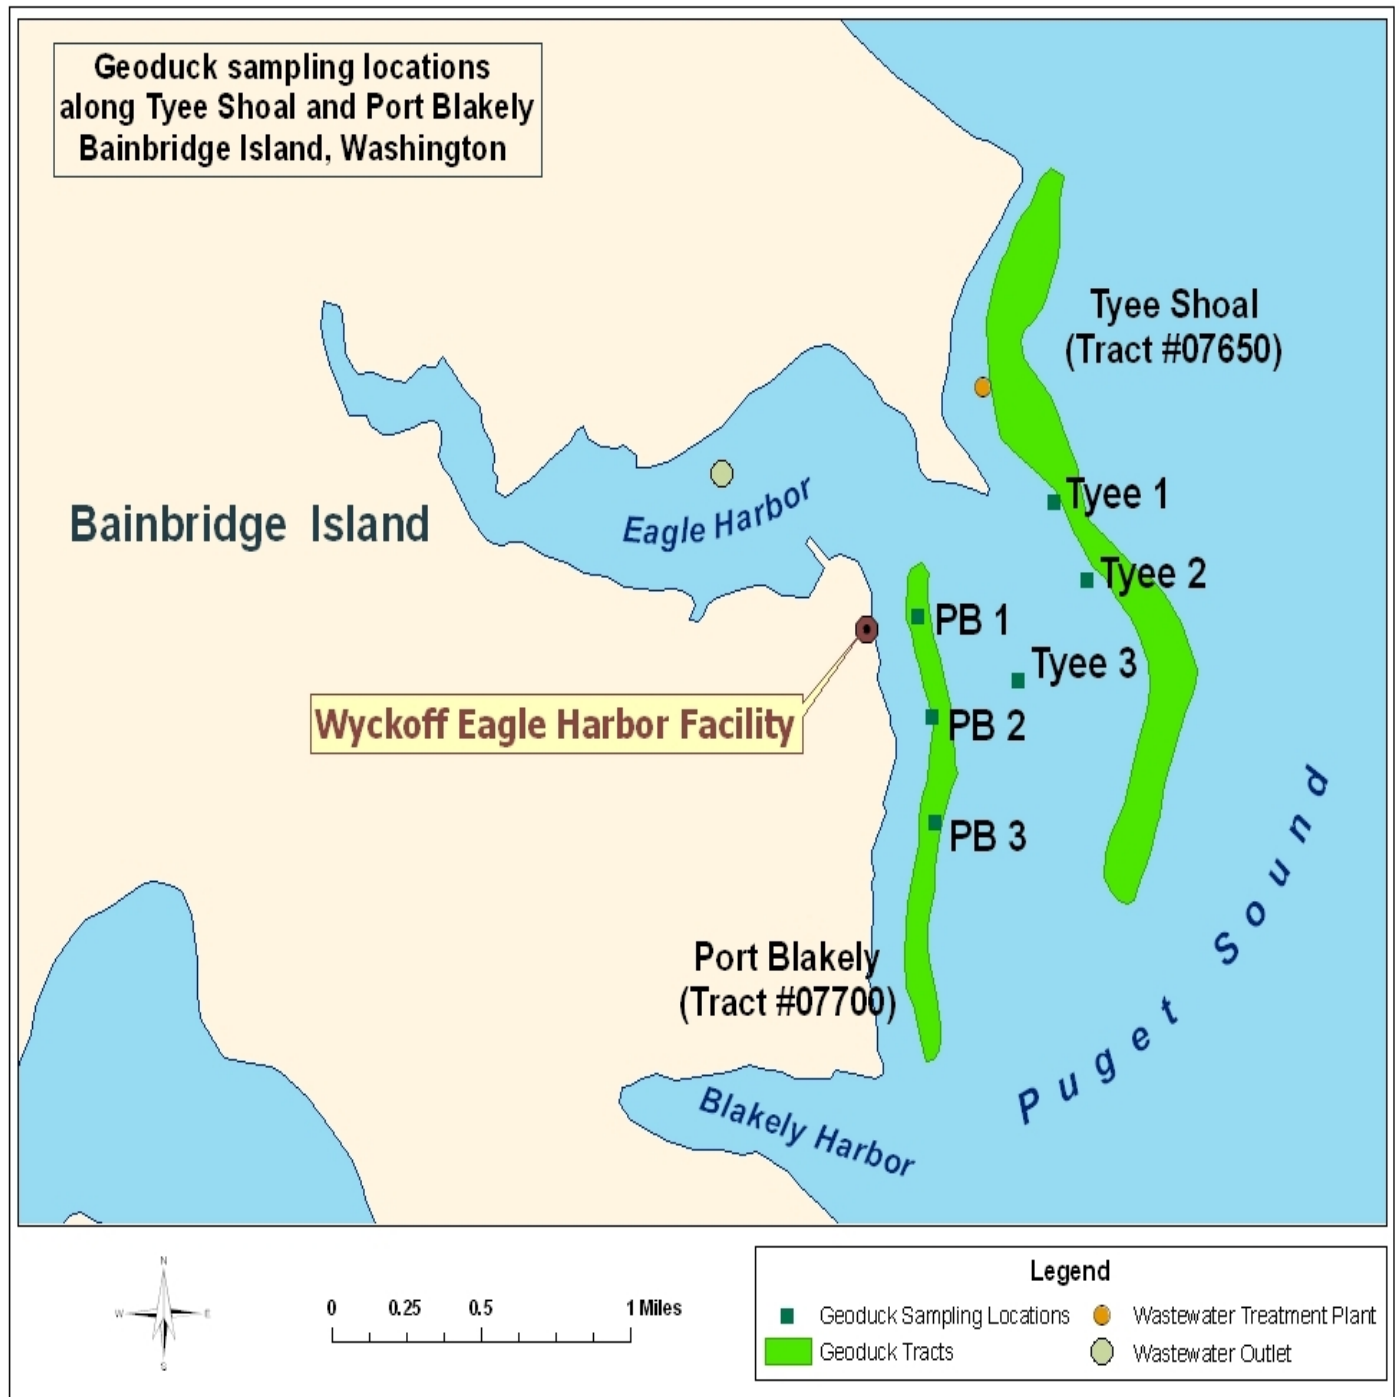 Geoduck sampling locations
along Tyee Shoal and Port Blakely
Bainbridge Island, Washington
Tyee Shoal
(Tract #07650)
Bainbridge Island
Eagle Harbor
Tyee 1
Tyee 2
PB 1
Tyee 3
Wyckoff Eagle Harbor Facility
PB 2
PB 3
Port Blakely
(Tract #07700)
Puget Sound
Blakely Harbor
N
W
E
S
0 0.25 0.5 1 Miles
Legend
Geoduck Sampling Locations
Wastewater Treatment Plant
Geoduck Tracts
Wastewater Outlet